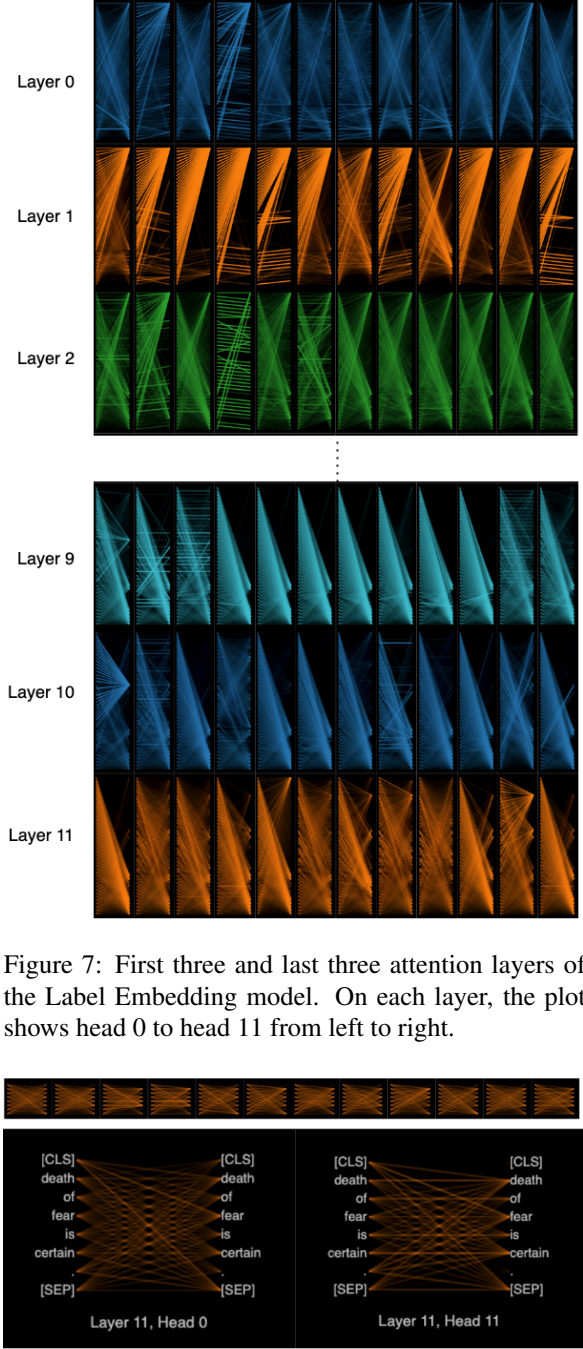 Layer 0
Layer 1
Layer 2
Layer 9
Layer 10
Layer 11
Figure 7: First three and last three attention layers of
the Label Embedding model. On each layer, the plot
shows head 0 to head 11 from left to right.
[CLS] [CLS] [CLS] [CLS]
death death death death
of of of of
fear fear fear fear
is is is is
certain certain certain certain
. . . .
[SEP] [SEP] [SEP] [SEP]
Layer 11, Head 0 Layer 11, Head 11